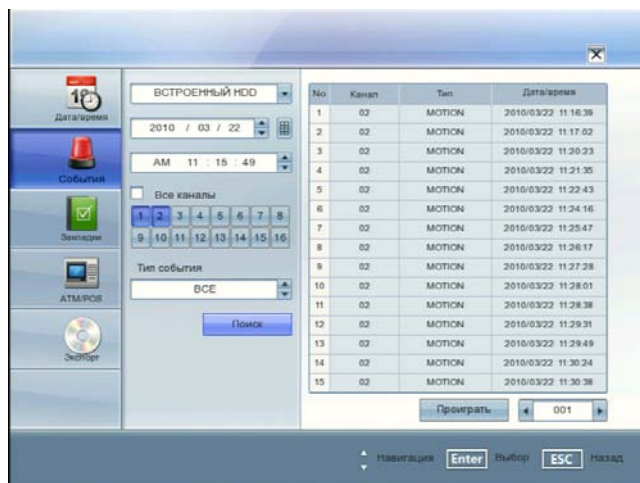 18
Дата/время
События
Закладки
ATM/POS
Экспорт
ВСТРОЕННЫЙ HDD
2010 / 03 / 22
AM 11 : 15 : 49
Все каналы
1 2 3 4 5 6 7 8
9 10 11 12 13 14 15 16
Тип события
ВСЕ
Поиск
No Канал Тип Дата/время
1 02 MOTION 2010/03/22 11:16:39
2 02 MOTION 2010/03/22 11:17:02
3 02 MOTION 2010/03/22 11:20:23
4 02 MOTION 2010/03/22 11:21:35
5 02 MOTION 2010/03/22 11:22:43
6 02 MOTION 2010/03/22 11:24:16
7 02 MOTION 2010/03/22 11:25:47
8 02 MOTION 2010/03/22 11:26:17
9 02 MOTION 2010/03/22 11:27:28
10 02 MOTION 2010/03/22 11:28:01
11 02 MOTION 2010/03/22 11:28:38
12 02 MOTION 2010/03/22 11:29:31
13 02 MOTION 2010/03/22 11:29:49
14 02 MOTION 2010/03/22 11:30:24
15 02 MOTION 2010/03/22 11:30:38
Проиграть 001
Навигация Enter Выбор ESC Назад